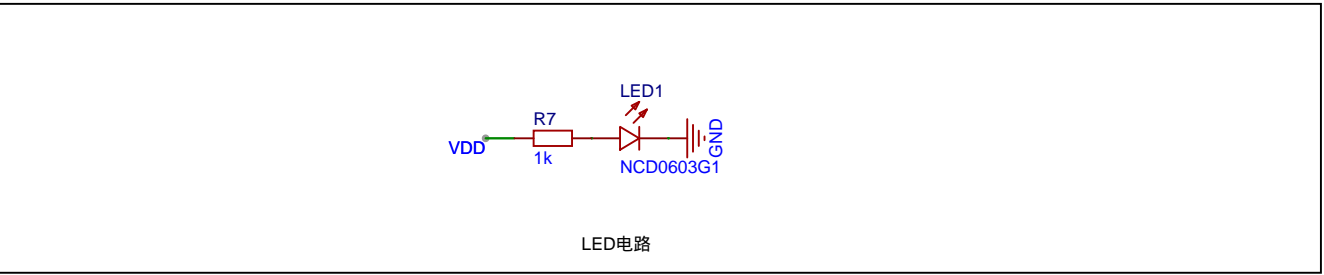 LED1
R7
VDD
1k
NCD0603G1
GND
LED电路